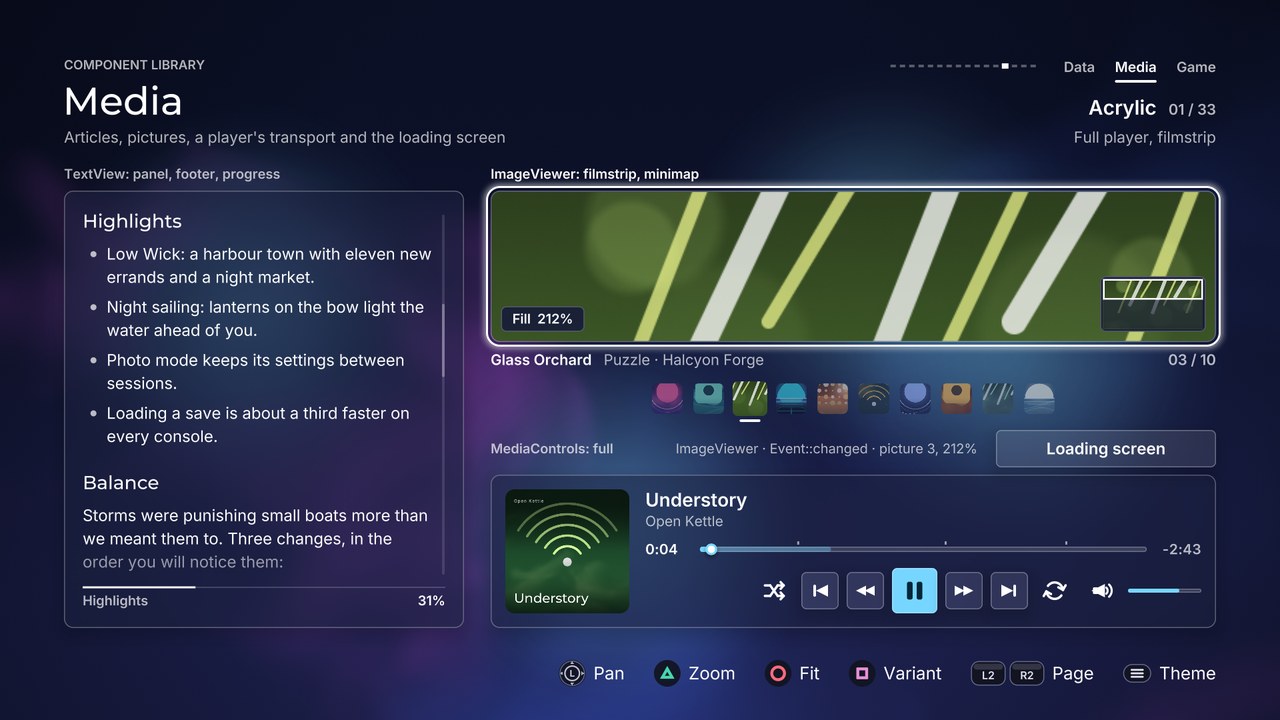 COMPONENT LIBRARY
Media
Articles, pictures, a player's transport and the loading screen
Data Media Game
Acrylic 01 / 33
Full player, filmstrip
TextView: panel, footer, progress
Highlights
Low Wick: a harbour town with eleven new
errands and a night market.
Night sailing: lanterns on the bow light the
water ahead of you.
Photo mode keeps its settings between
sessions.
Loading a save is about a third faster on
every console.
Balance
Storms were punishing small boats more than
we meant them to. Three changes, in the
order you will notice them:
Highlights 31%
ImageViewer: filmstrip, minimap
Fill 212%
Glass Orchard Puzzle · Halcyon Forge 03 / 10
MediaControls: full
ImageViewer · Event::changed · picture 3, 212%
Loading screen
Open Kettle
Understory
Understory
Open Kettle
0:04 -2:43
L Pan Zoom Fit Variant L2 R2 Page Theme